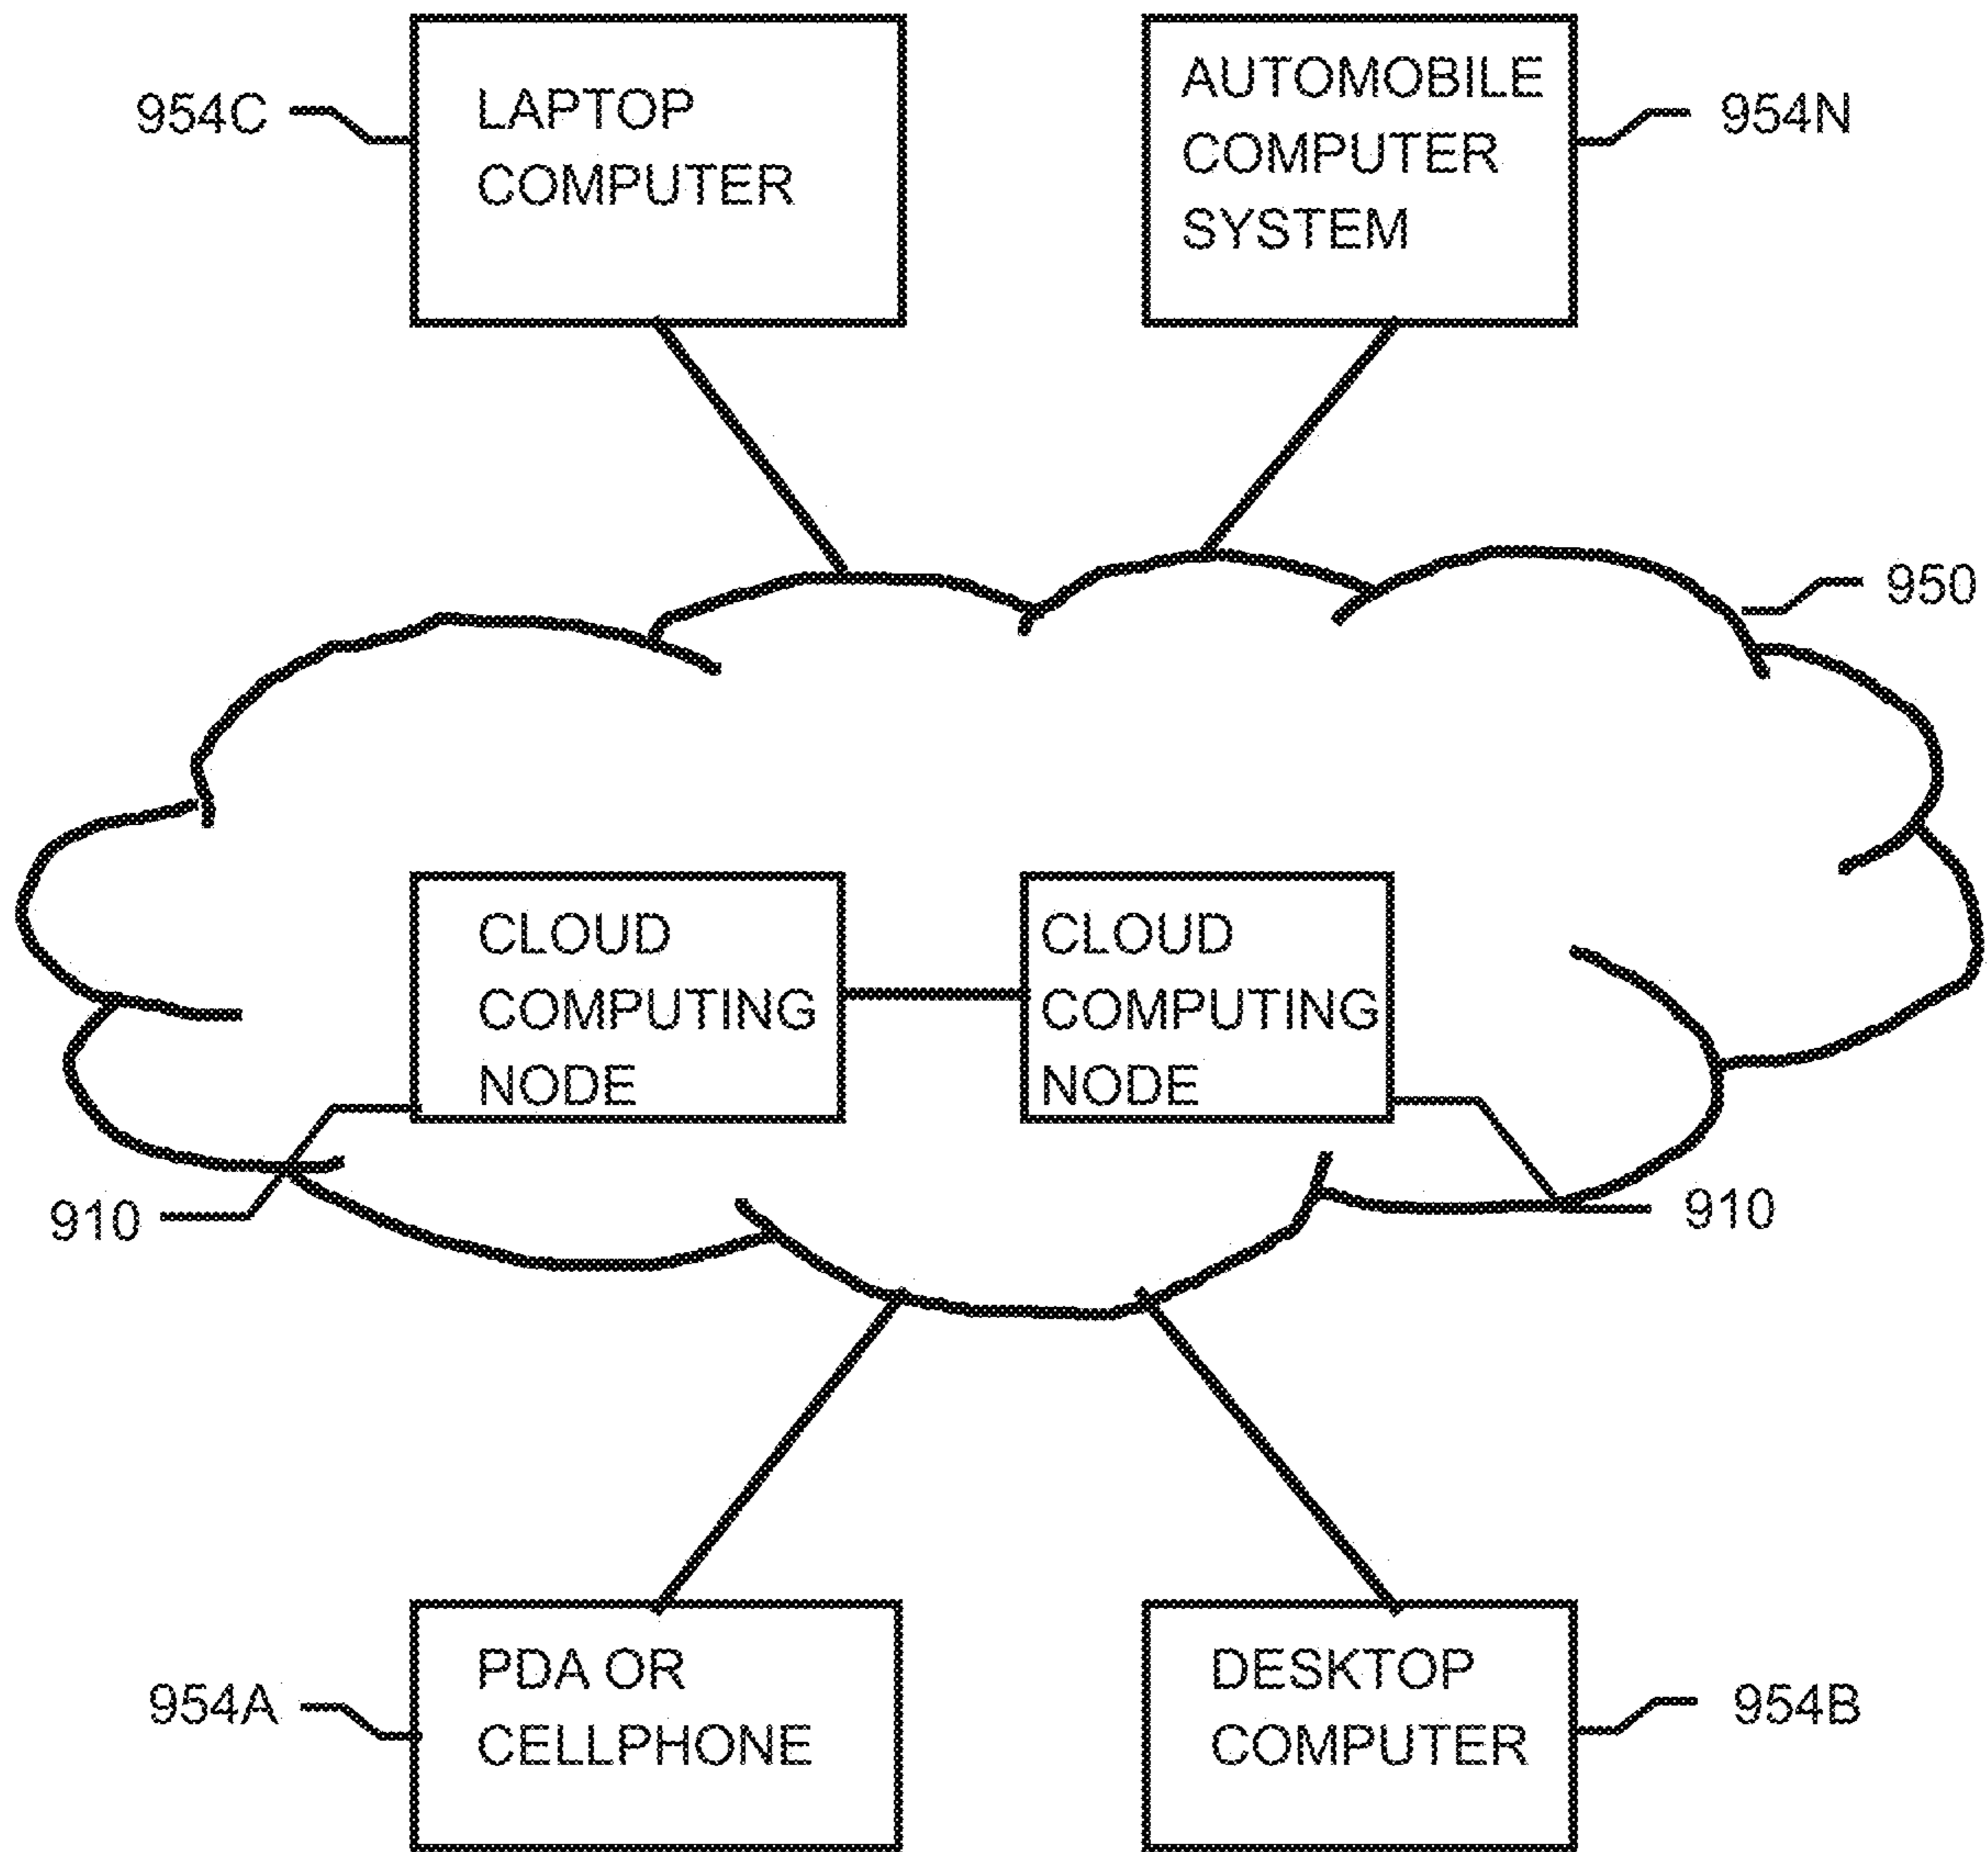 954C
LAPTOP
COMPUTER
AUTOMOBILE
COMPUTER
SYSTEM
954N
950
CLOUD
COMPUTING
NODE
CLOUD
COMPUTING
NODE
910
910
954A
PDA OR
CELLPHONE
DESKTOP
COMPUTER
954B